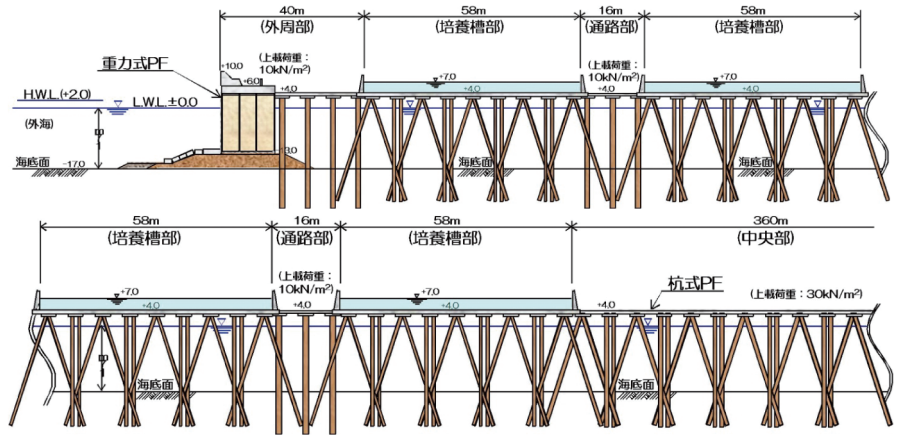 40m
(外周部)
58m
(培養槽部)
16m
(通路部)
58m
(培養槽部)
重力式PF
(上載荷重：
10kN/m²)
(上載荷重：
10kN/m²)
+10.0
+6.0
+4.0
+7.0
+4.0
+4.0
+7.0
+4.0
H.W.L.(+2.0)
L.W.L.±0.0
(外海)
海底面
-17.0
海底面
海底面
58m
(培養槽部)
16m
(通路部)
58m
(培養槽部)
360m
(中央部)
(上載荷重：
10kN/m²)
杭式PF
(上載荷重：30kN/m²)
+7.0
+4.0
+4.0
+7.0
+4.0
+4.0
海底面
海底面
海底面